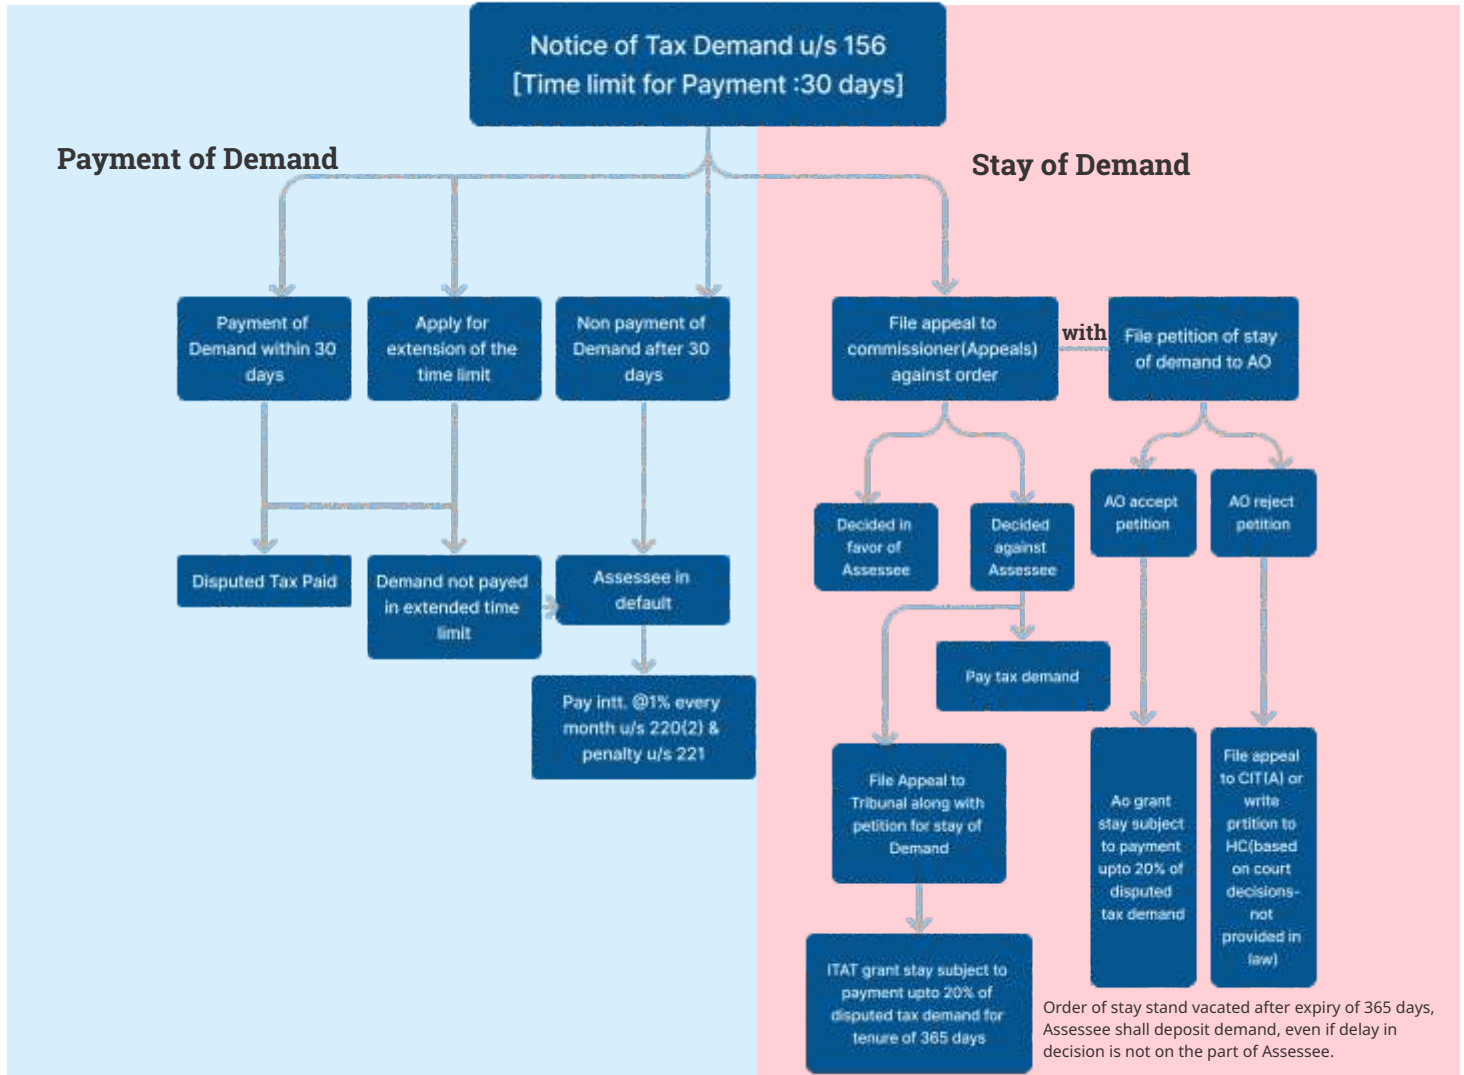 Notice of Tax Demand u/s 156
[Time limit for Payment :30 days]
Payment of Demand
Stay of Demand
Payment of
Demand within 30
days
Apply for
extension of the
time limit
Non payment of
Demand after 30
days
File appeal to
commissioner(Appeals)
against order
with
File petition of stay
of demand to AO
Disputed Tax Paid
Demand not payed
in extended time
limit
Assessee in
default
Pay intt. @1% every
month u/s 220(2) &
penalty u/s 221
Decided in
favor of
Assessee
Decided
against
Assessee
AO accept
petition
AO reject
petition
Pay tax demand
File Appeal to
Tribunal along with
petition for stay of
Demand
ITAT grant stay subject to
payment upto 20% of
disputed tax demand for
tenure of 365 days
Ao grant
stay subject
to payment
upto 20% of
disputed
tax demand
File appeal
to CIT(A) or
write
prtition to
HC(based
on court
decisions-
not
provided in
law)
Order of stay stand vacated after expiry of 365 days,
Assessee shall deposit demand, even if delay in
decision is not on the part of Assessee.